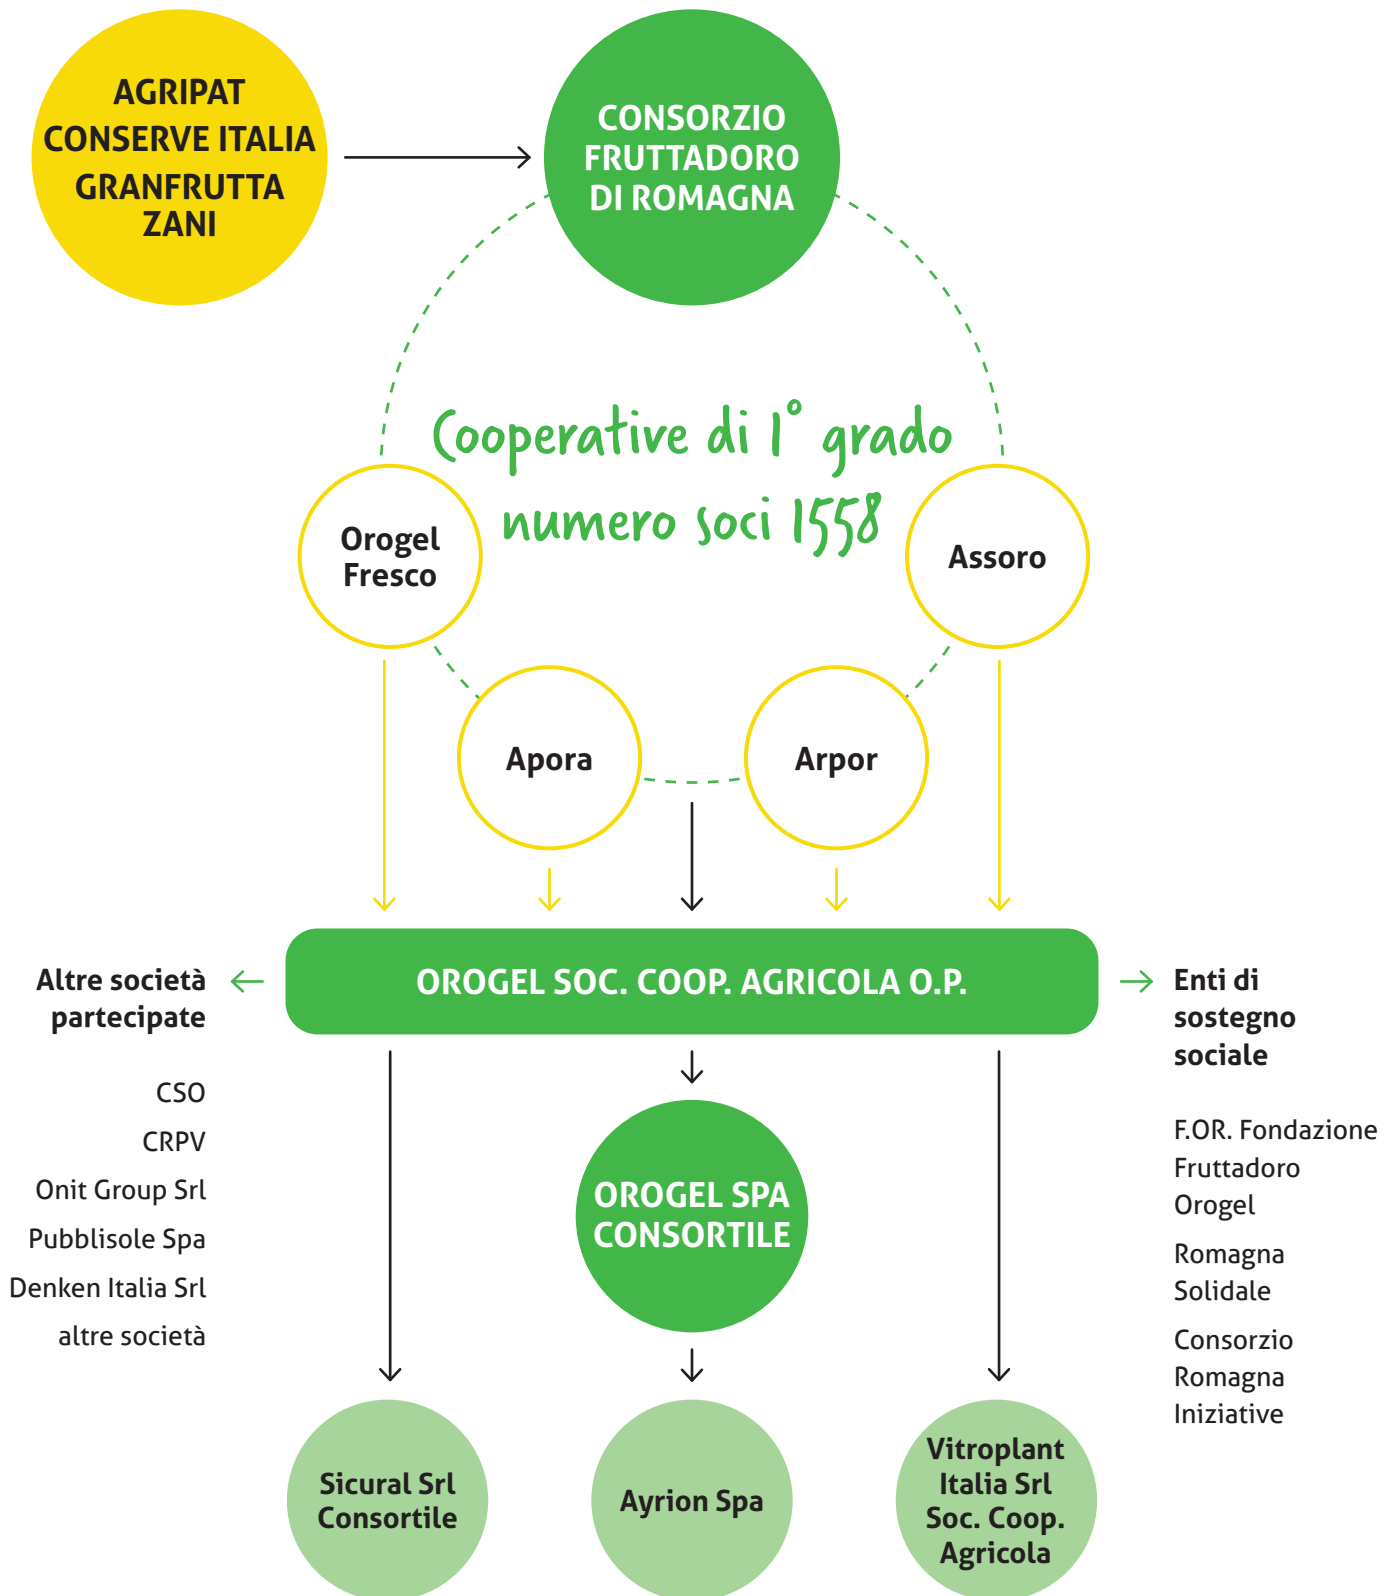 AGRIPAT
CONSERVE ITALIA
GRANFRUTTA
ZANI
CONSORZIO
FRUTTADORO
DI ROMAGNA
Cooperative di 1° grado
numero soci 1558
Orogel
Fresco
Assoro
Apora
Arpor
OROGEL SOC. COOP. AGRICOLA O.P.
Altre società
partecipate
CSO
CRPV
Onit Group Srl
Pubblisole Spa
Denken Italia Srl
altre società
Enti di
sostegno
sociale
F.OR. Fondazione
Fruttadoro
Orogel
Romagna
Solidale
Consorzio
Romagna
Iniziative
OROGEL SPA
CONSORTILE
Sicural Srl
Consortile
Ayrion Spa
Vitroplant
Italia Srl
Soc. Coop.
Agricola